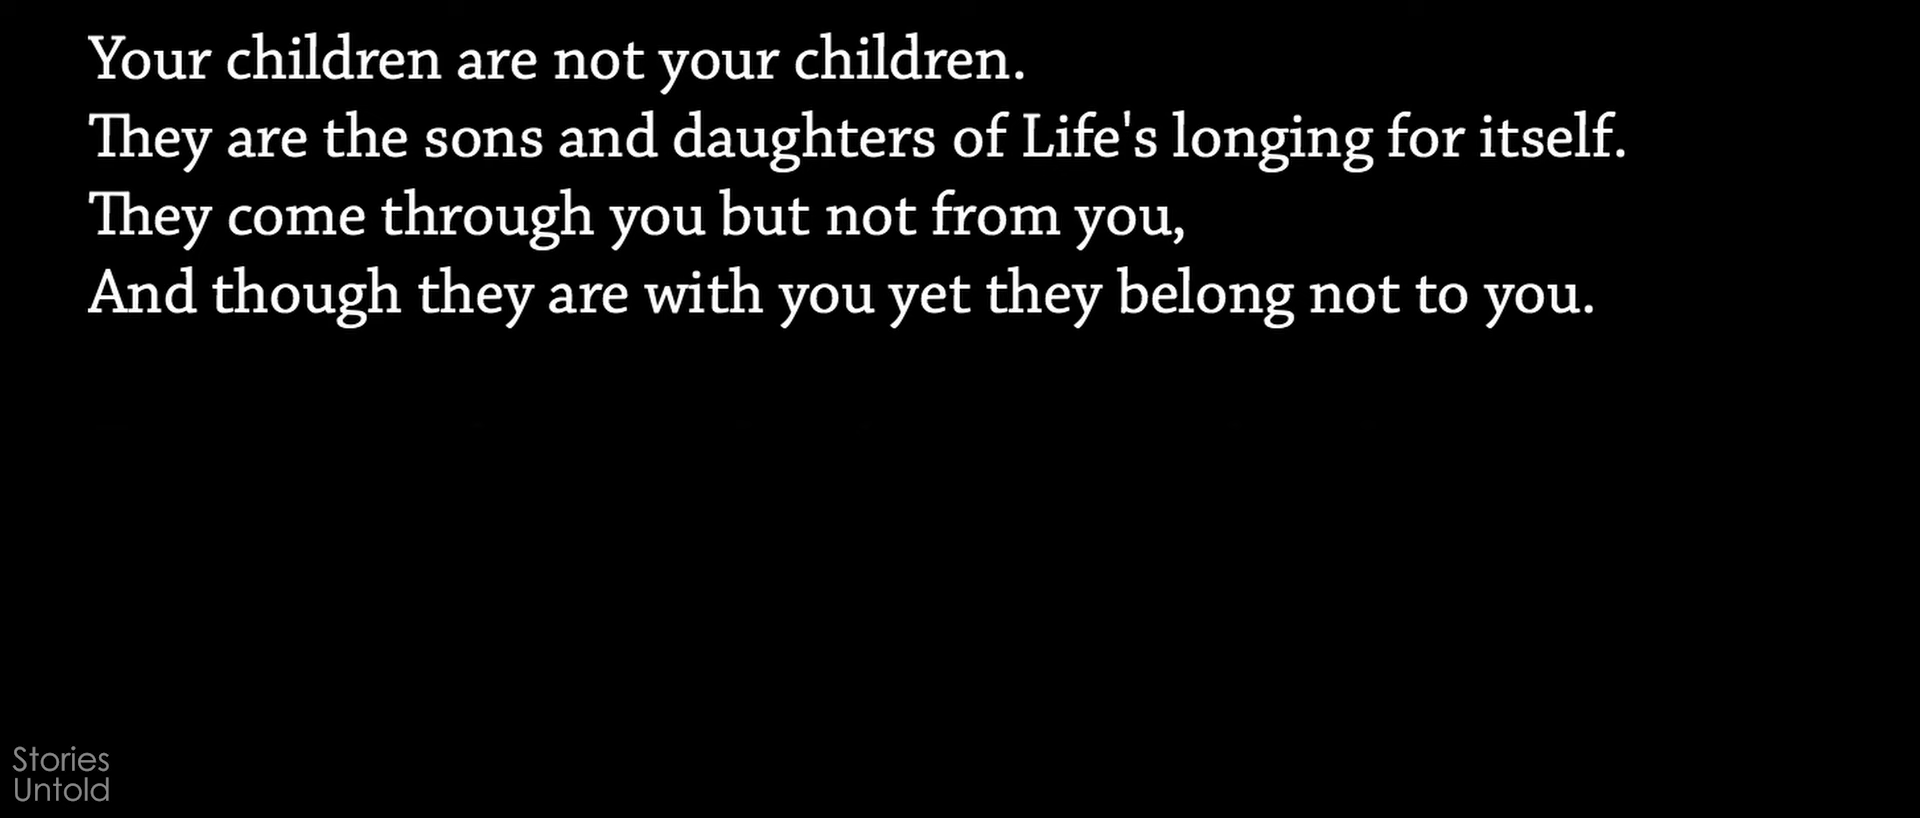 Your children are not your children.
They are the sons and daughters of Life's longing for itself.
They come through you but not from you,
And though they are with you yet they belong not to you.
Stories
Untold